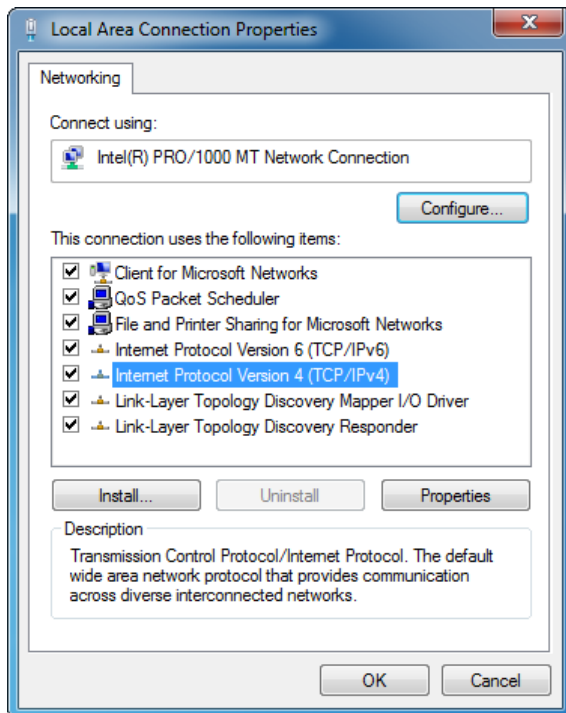 Local Area Connection Properties
Networking
Connect using:
Intel(R) PRO/1000 MT Network Connection
Configure...
This connection uses the following items:
Client for Microsoft Networks
QoS Packet Scheduler
File and Printer Sharing for Microsoft Networks
Internet Protocol Version 6 (TCP/IPv6)
Internet Protocol Version 4 (TCP/IPv4)
Link-Layer Topology Discovery Mapper I/O Driver
Link-Layer Topology Discovery Responder
Install...
Uninstall
Properties
Description
Transmission Control Protocol/Internet Protocol. The default
wide area network protocol that provides communication
across diverse interconnected networks.
OK
Cancel